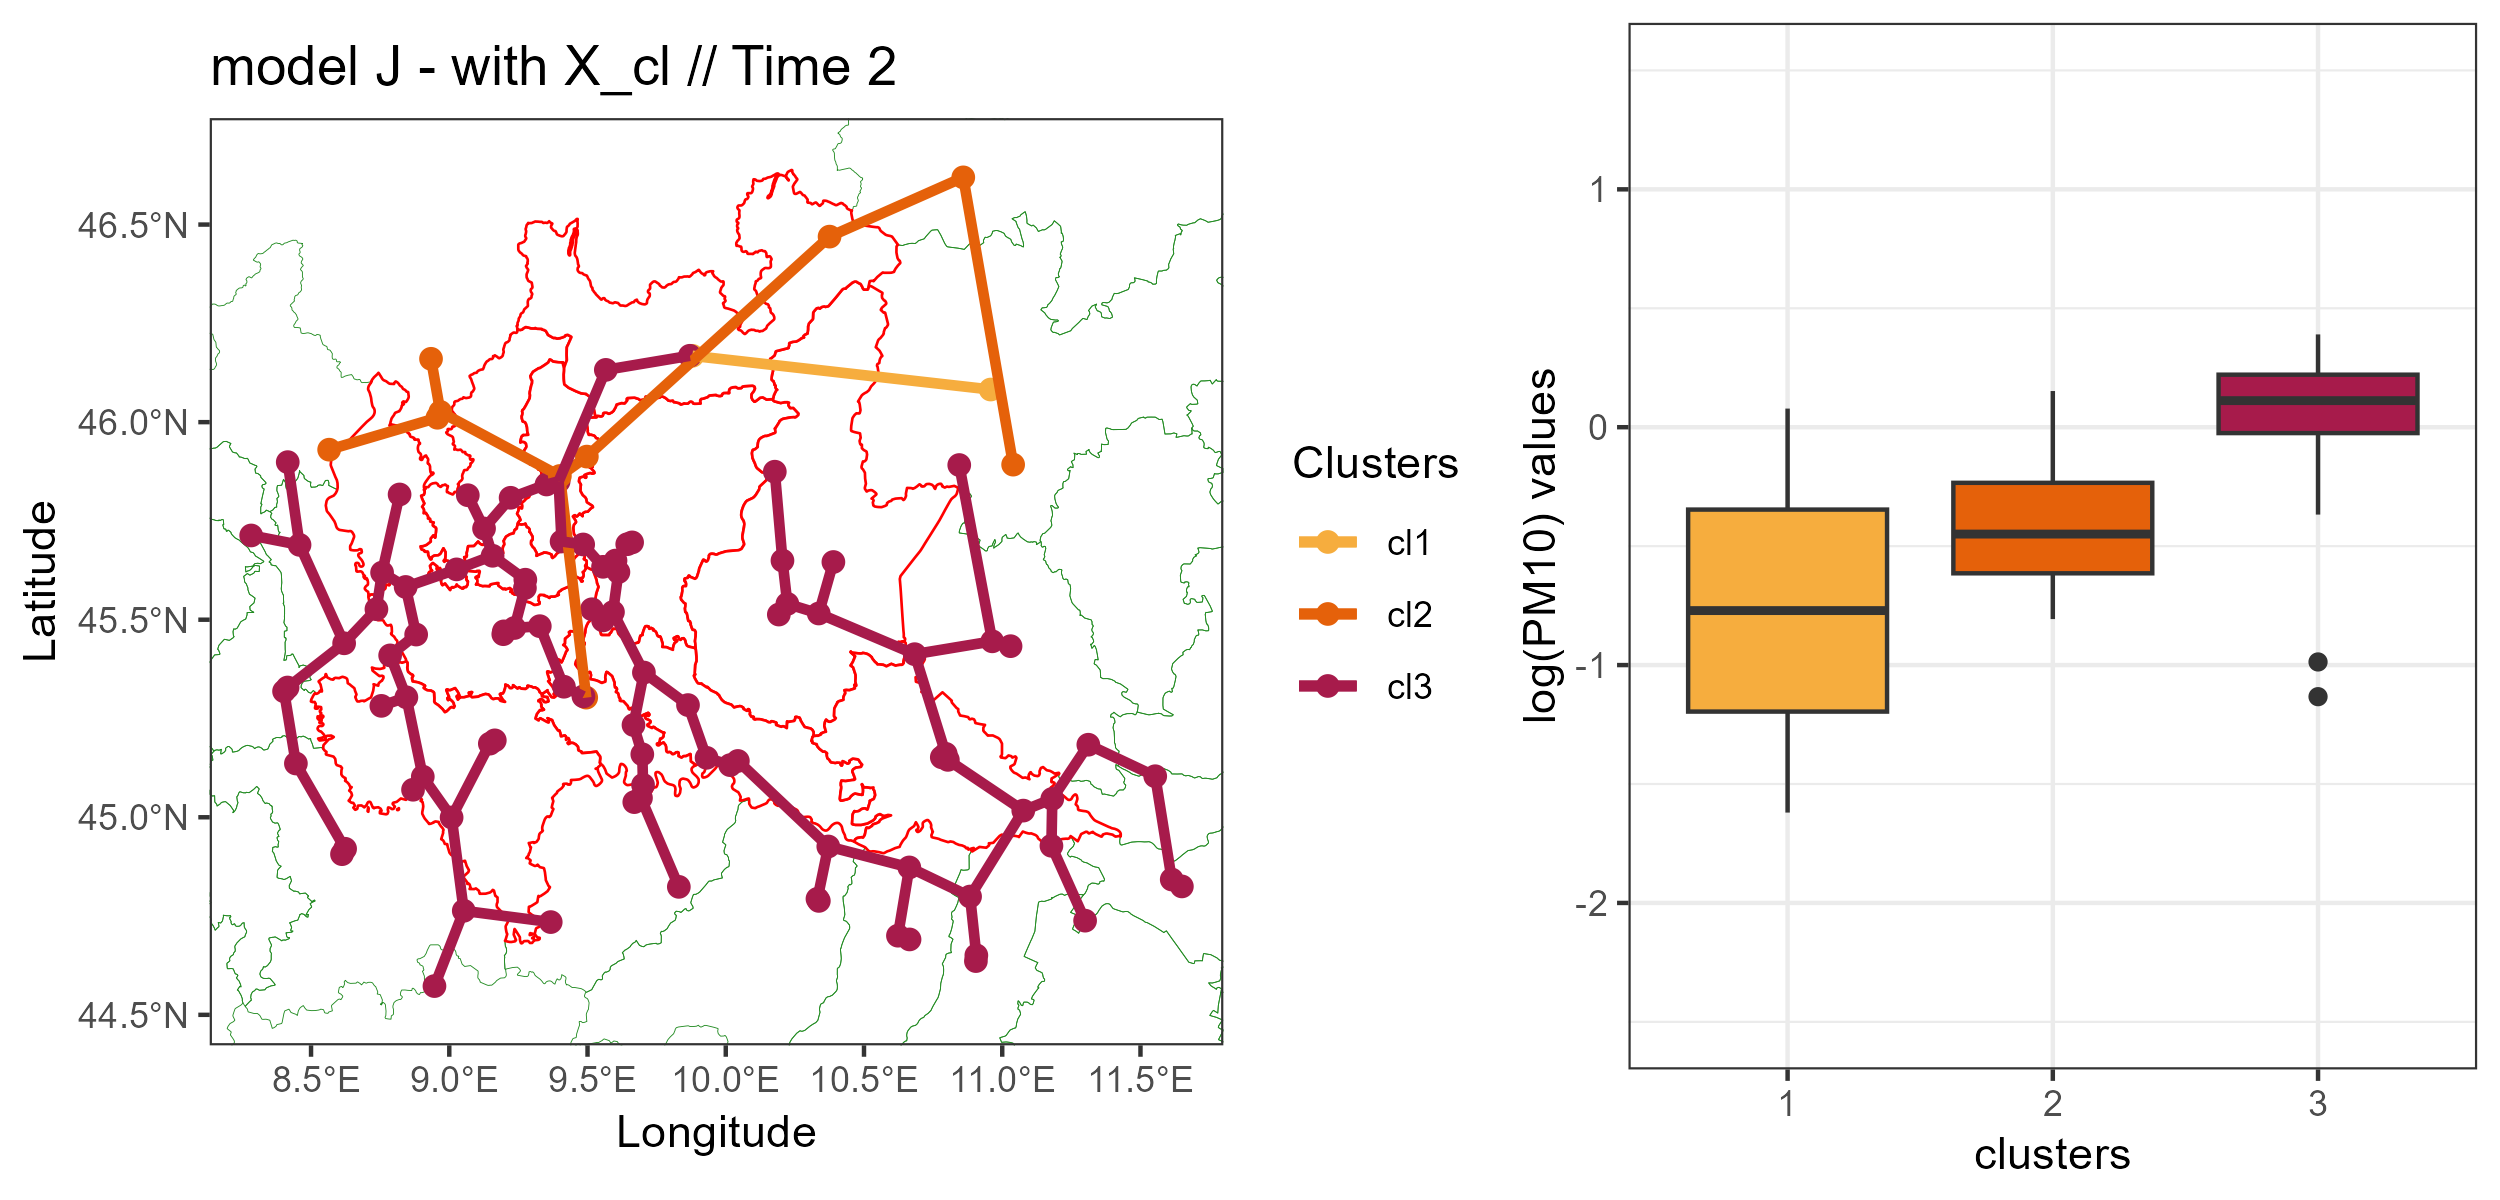 model J - with X_cl // Time 2
Latitude
46.5°N
46.0°N
45.5°N
45.0°N
44.5°N
8.5°E 9.0°E 9.5°E 10.0°E 10.5°E 11.0°E 11.5°E
Longitude
Clusters
cl1
cl2
cl3
log(PM10) values
1
0
-1
-2
1 2 3
clusters